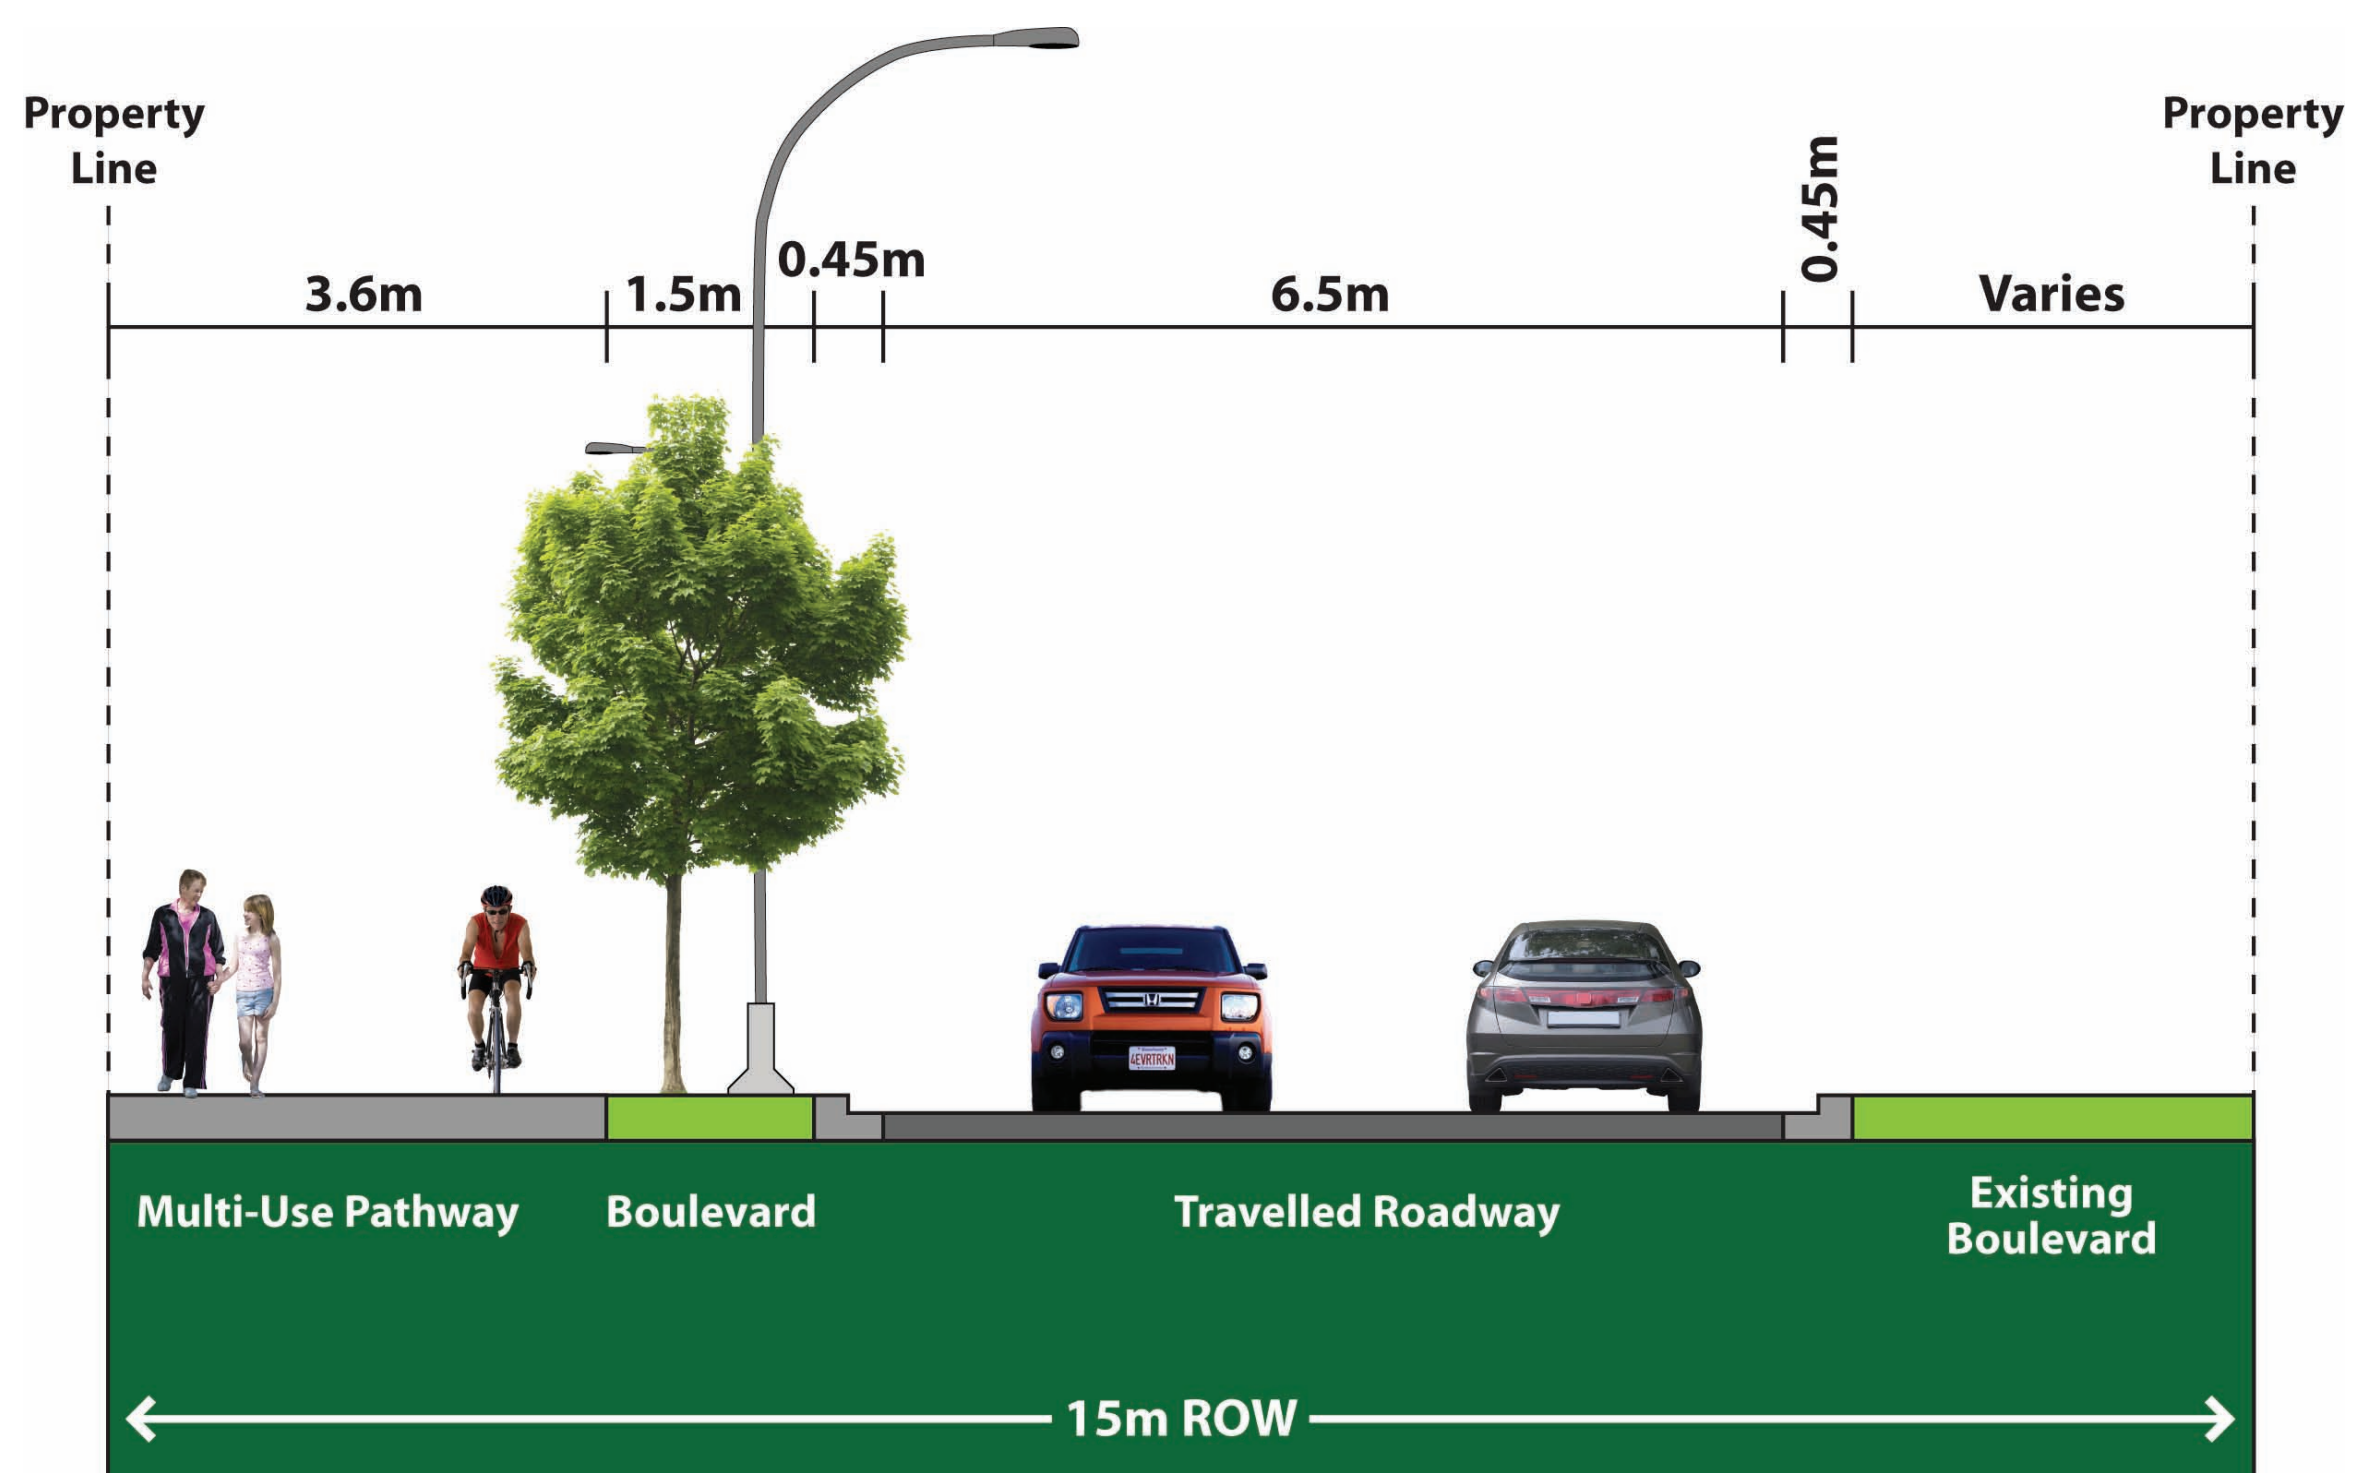 Property
Line
Property
Line
3.6m
1.5m
0.45m
6.5m
0.45m
Varies
4EVRTRKN
Multi-Use Pathway
Boulevard
Travelled Roadway
Existing
Boulevard
15m ROW